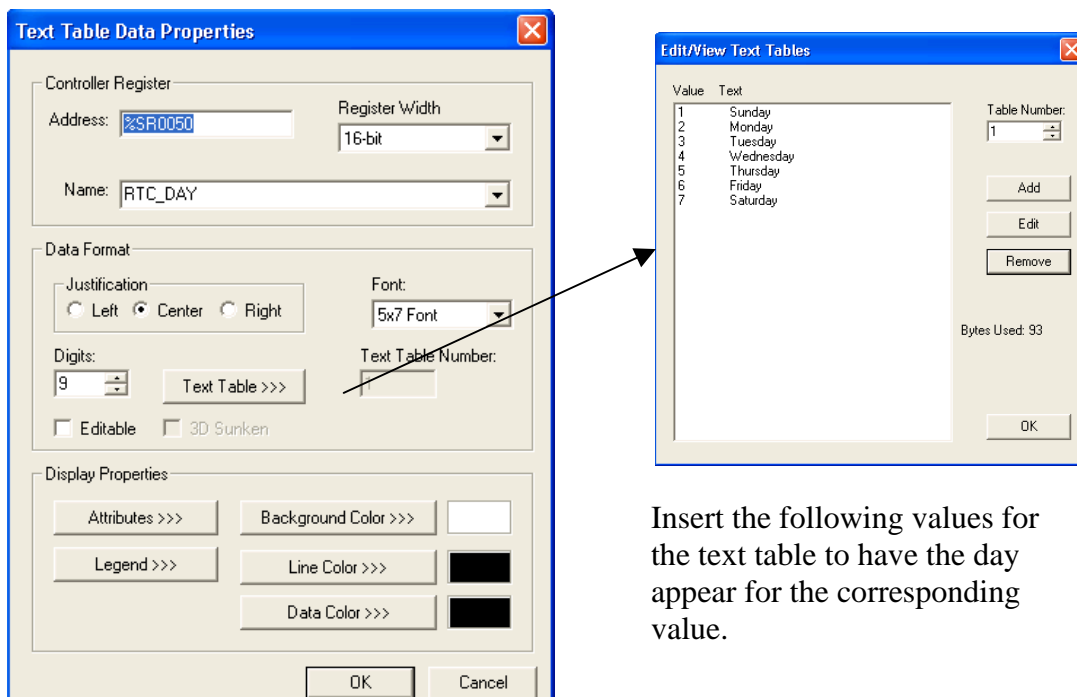 Text Table Data Properties
Controller Register
Address: %SR0050
Register Width
16-bit
Name: RTC_DAY
Data Format
Justification
Left Center Right
Font:
5x7 Font
Digits:
9
Text Table >>>
Text Table Number:
1
Editable 3D Sunken
Display Properties
Attributes >>>
Background Color >>>
Legend >>>
Line Color >>>
Data Color >>>
OK Cancel
Edit/View Text Tables
Value Text
1 Sunday
2 Monday
3 Tuesday
4 Wednesday
5 Thursday
6 Friday
7 Saturday
Table Number:
1
Add
Edit
Remove
Bytes Used: 93
OK
Insert the following values for
the text table to have the day
appear for the corresponding
value.